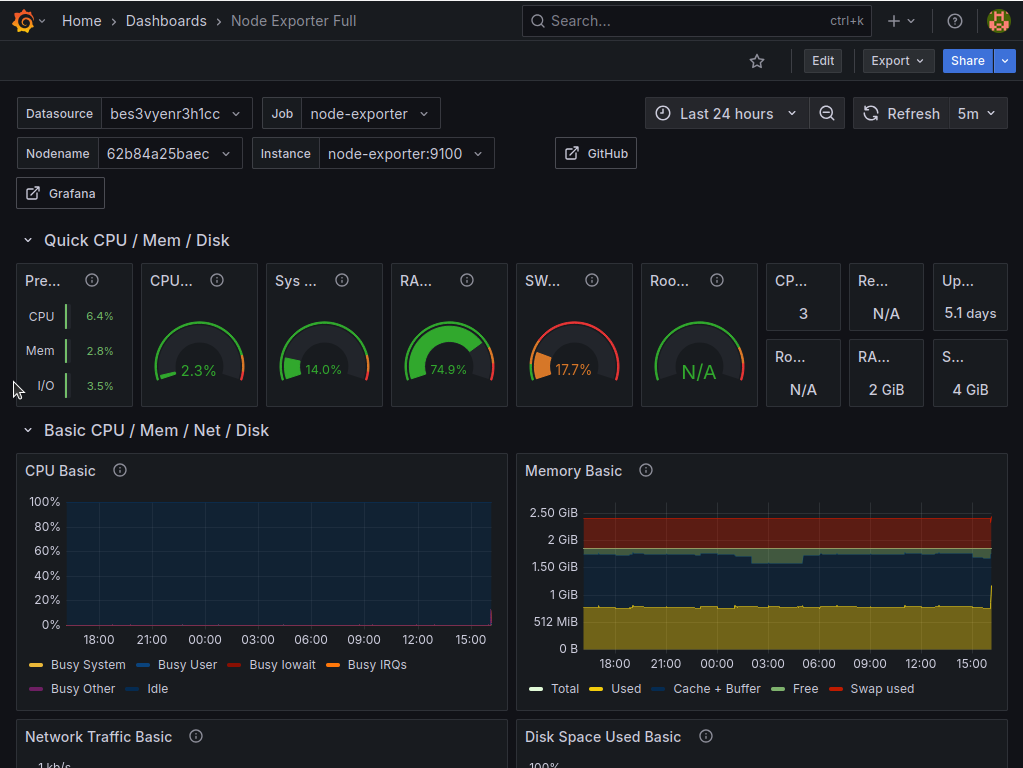 Home > Dashboards > Node Exporter Full
Search...
ctrl+k
Edit
Export
Share
Datasource bes3vyenr3h1cc
Job node-exporter
Last 24 hours
Refresh 5m
Nodename 62b84a25baec
Instance node-exporter:9100
GitHub
Grafana
Quick CPU / Mem / Disk
Pre...
CPU 6.4%
Mem 2.8%
I/O 3.5%
CPU...
2.3%
Sys ...
14.0%
RA...
74.9%
SW...
17.7%
Roo...
N/A
CP...
3
Re...
N/A
Up...
5.1 days
Ro...
N/A
RA...
2 GiB
S...
4 GiB
Basic CPU / Mem / Net / Disk
CPU Basic
100%
80%
60%
40%
20%
0%
18:00 21:00 00:00 03:00 06:00 09:00 12:00 15:00
Busy System Busy User Busy Iowait Busy IRQs
Busy Other Idle
Memory Basic
2.50 GiB
2 GiB
1.50 GiB
1 GiB
512 MiB
0 B
18:00 21:00 00:00 03:00 06:00 09:00 12:00 15:00
Total Used Cache + Buffer Free Swap used
Network Traffic Basic
1 kb/s
Disk Space Used Basic
100%